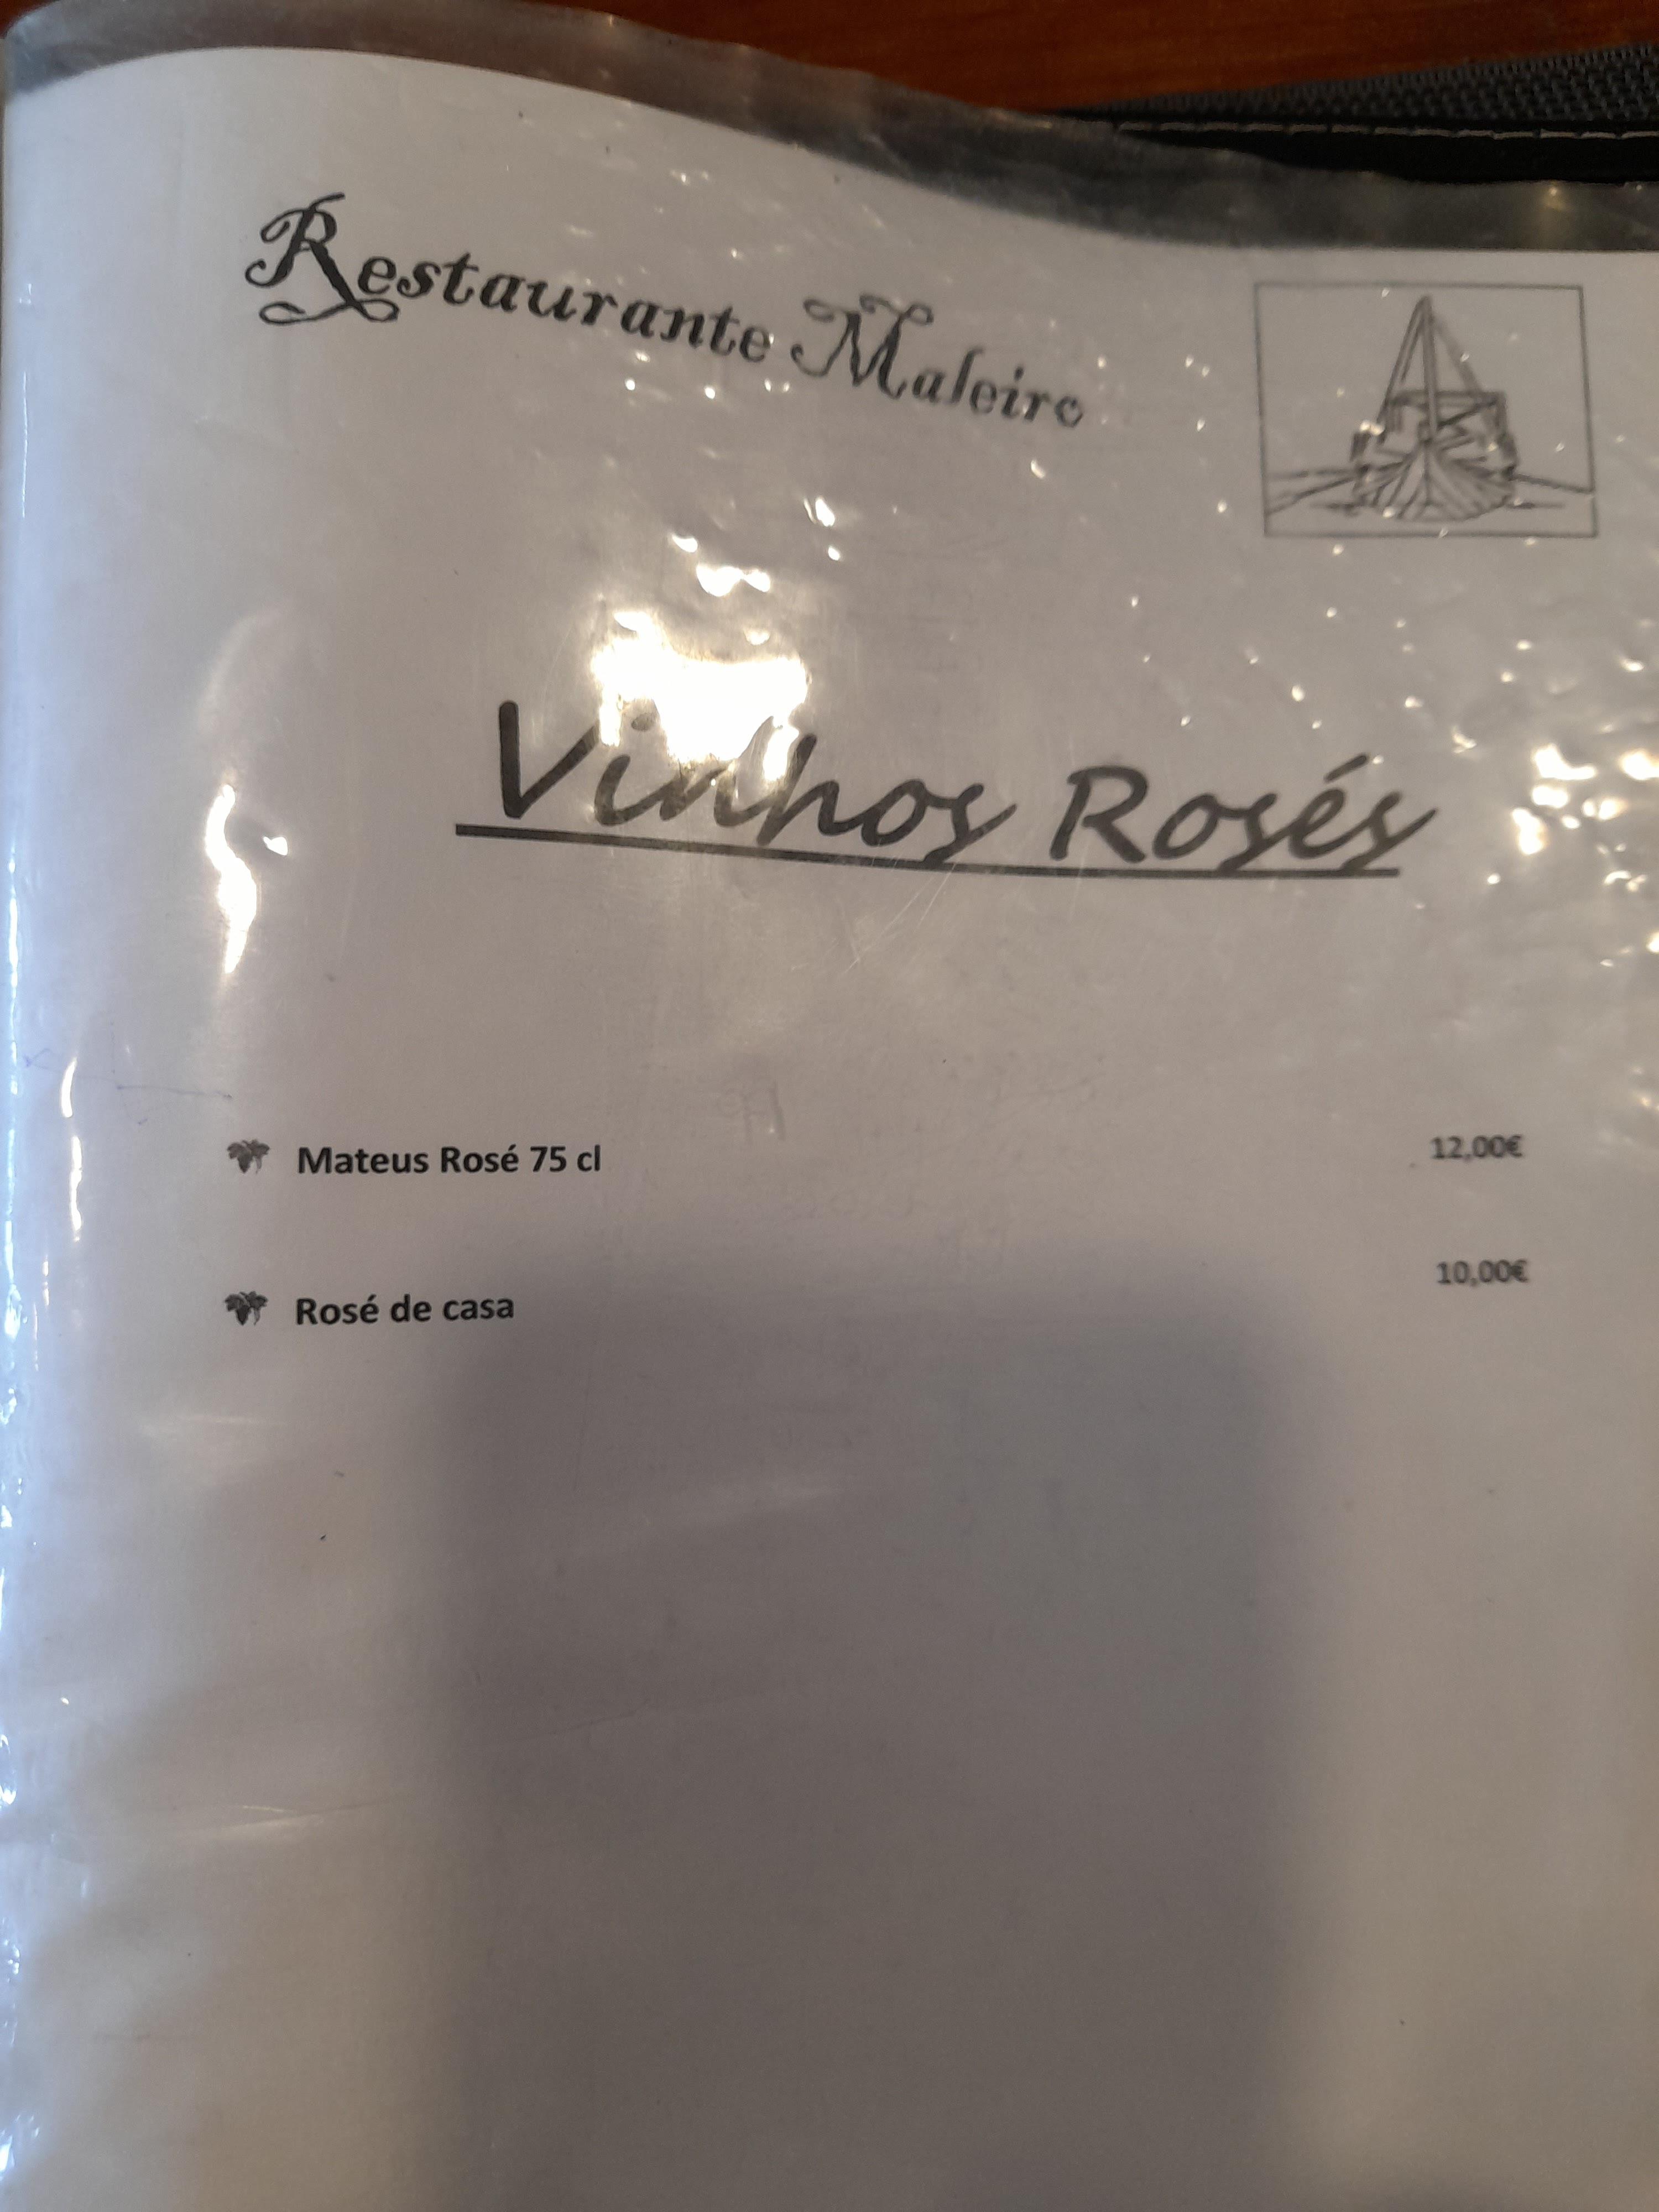 Restaurante Maleiro
Vinhos Rosés
Mateus Rosé 75 cl 12,00€
Rosé de casa 10,00€